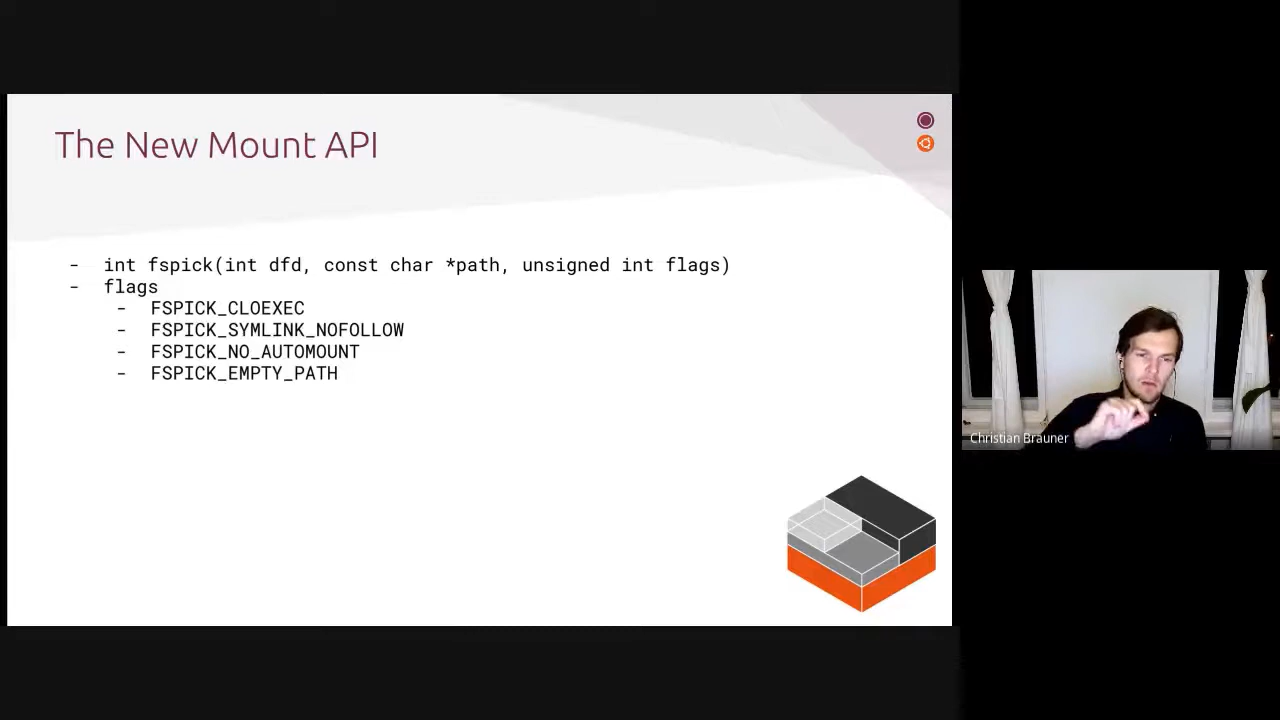 The New Mount API
- int fspick(int dfd, const char *path, unsigned int flags)
- flags
- FSPICK_CLOEXEC
- FSPICK_SYMLINK_NOFOLLOW
- FSPICK_NO_AUTOMOUNT
- FSPICK_EMPTY_PATH
Christian Brauner